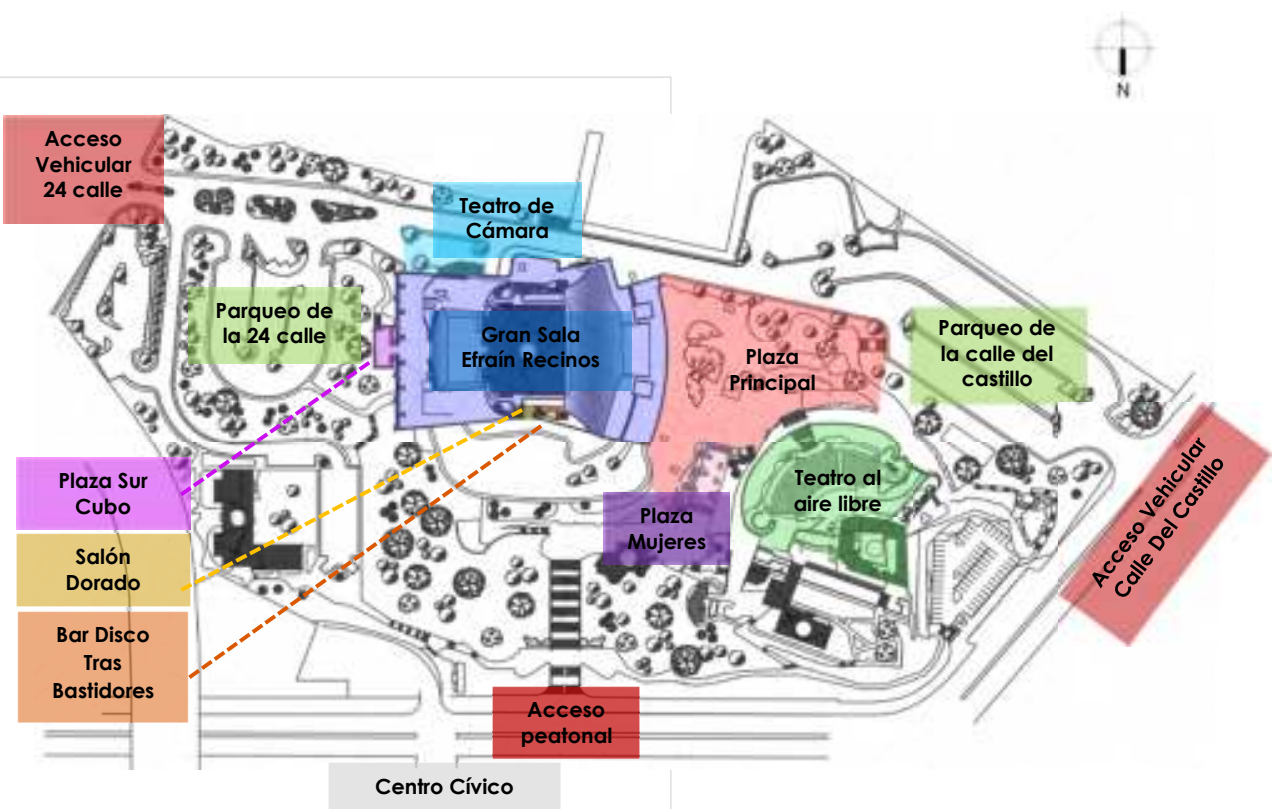 N
Acceso
Vehicular
24 calle
Teatro de
Cámara
Parqueo de
la 24 calle
Gran Sala
Efraín Recinos
Plaza
Principal
Parqueo de
la calle del
castillo
Plaza Sur
Cubo
Salón
Dorado
Bar Disco
Tras
Bastidores
Plaza
Mujeres
Teatro al
aire libre
Acceso Vehicular
Calle Del Castillo
Acceso
peatonal
Centro Cívico